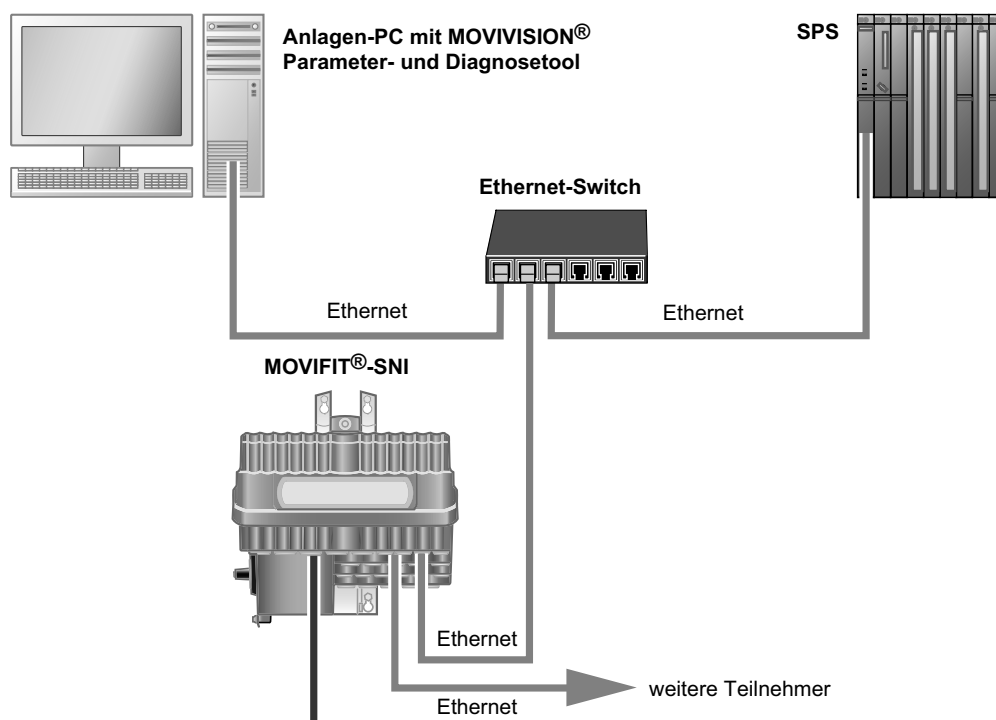 Anlagen-PC mit MOVIVISION®
Parameter- und Diagnosetool
SPS
Ethernet-Switch
Ethernet
Ethernet
MOVIFIT®-SNI
Ethernet
weitere Teilnehmer
Ethernet